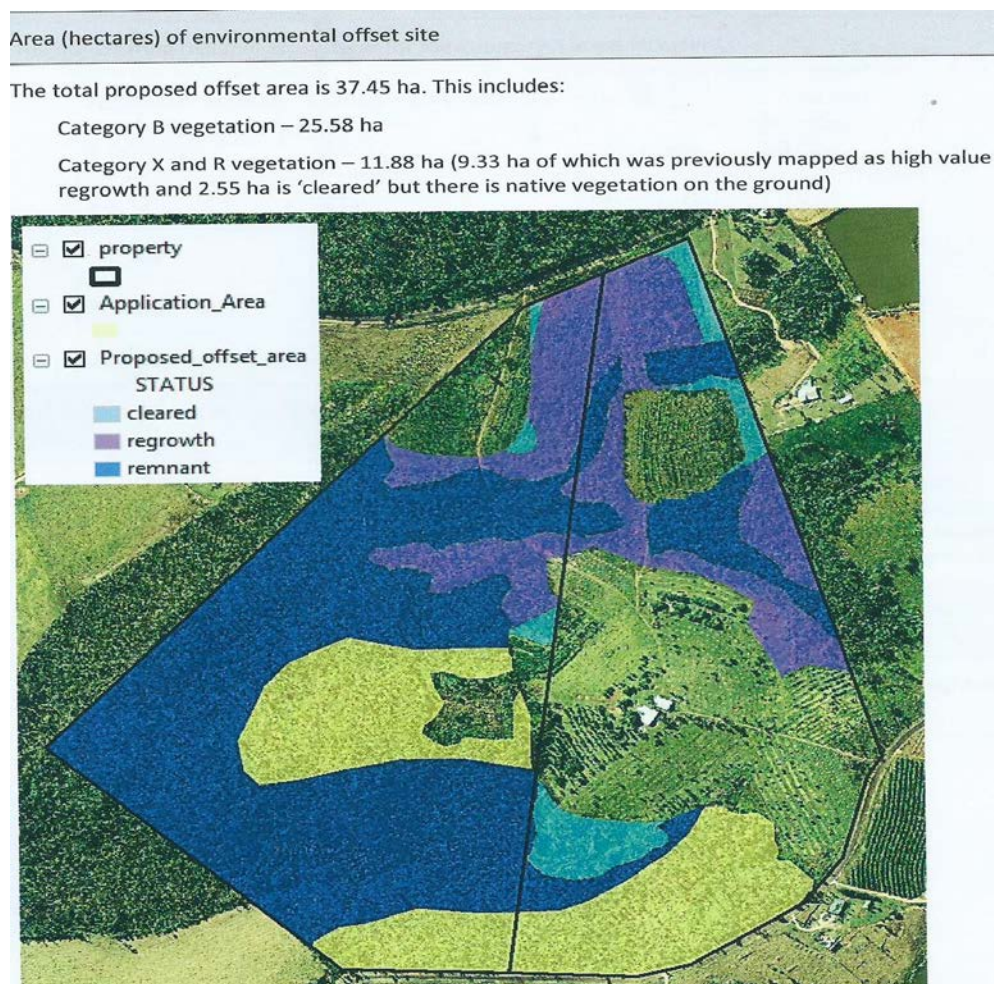 Area (hectares) of environmental offset site
The total proposed offset area is 37.45 ha. This includes:
Category B vegetation – 25.58 ha
Category X and R vegetation – 11.88 ha (9.33 ha of which was previously mapped as high value
regrowth and 2.55 ha is ‘cleared’ but there is native vegetation on the ground)
property
Application_Area
Proposed_offset_area
STATUS
cleared
regrowth
remnant